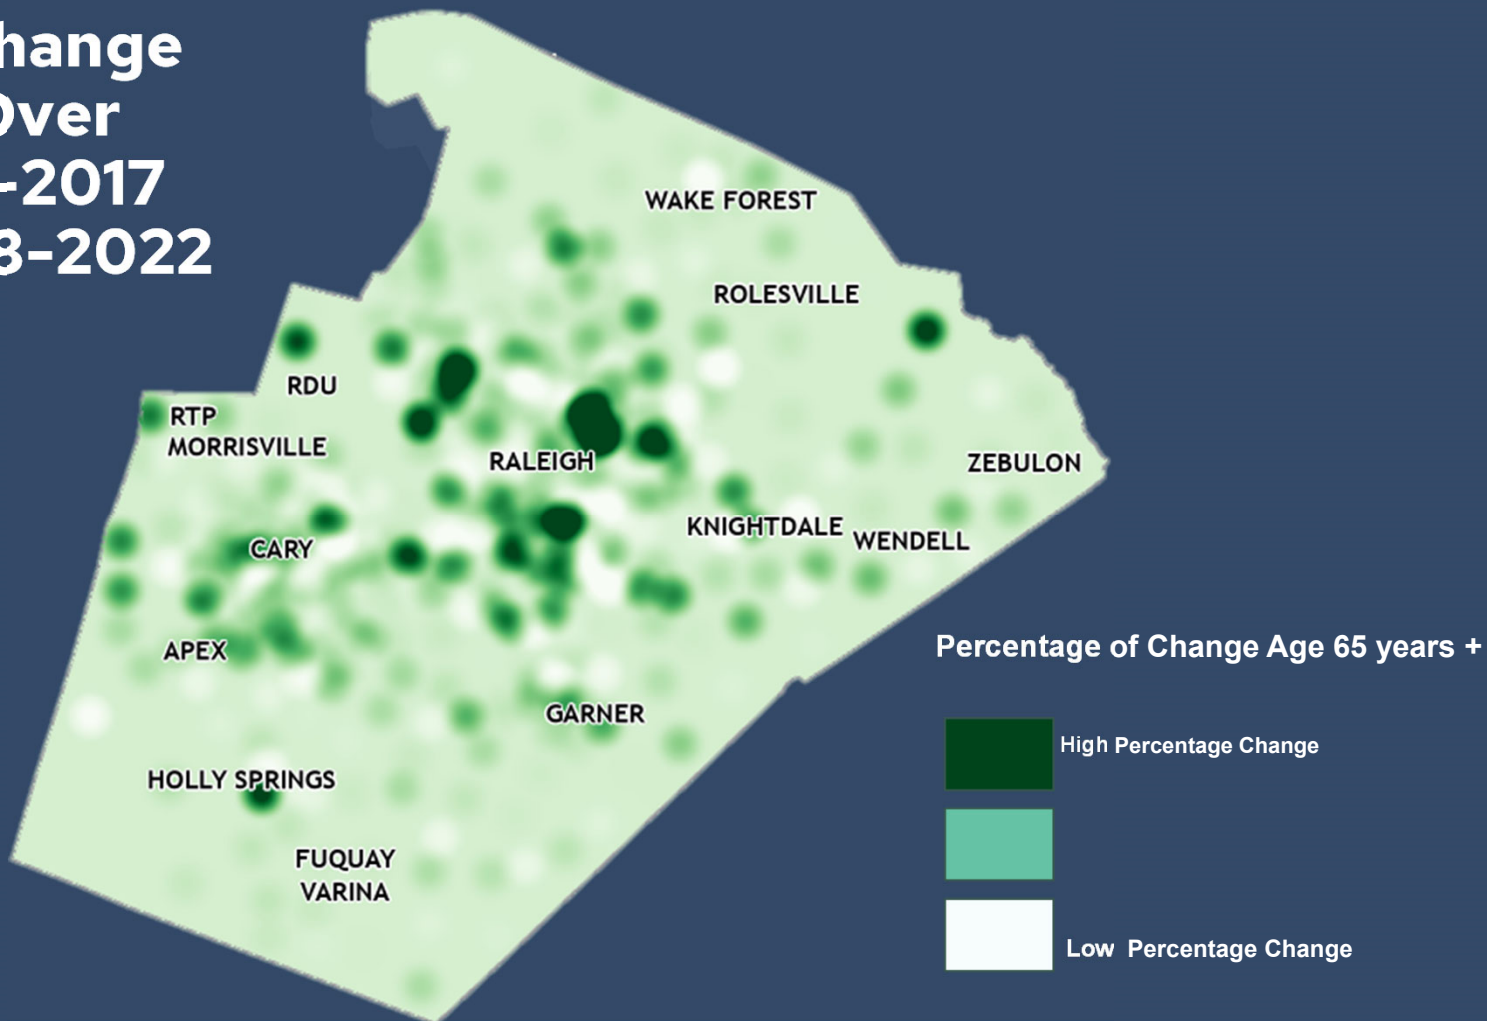 hange
Over
-2017
8-2022
WAKE FOREST
ROLESVILLE
RDU
RTP
MORRISVILLE
RALEIGH
ZEBULON
KNIGHTDALE
WENDELL
CARY
APEX
GARNER
HOLLY SPRINGS
FUQUAY
VARINA
Percentage of Change Age 65 years +
High Percentage Change
Low Percentage Change